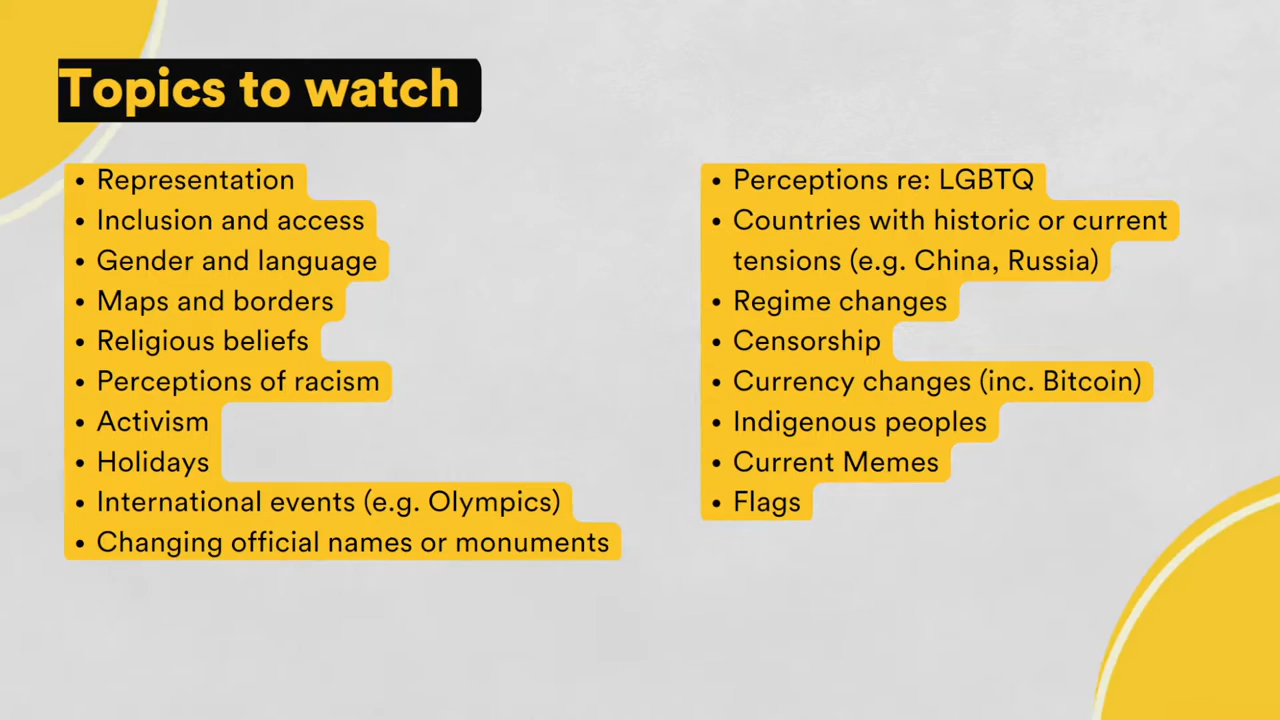 Topics to watch
• Representation
• Inclusion and access
• Gender and language
• Maps and borders
• Religious beliefs
• Perceptions of racism
• Activism
• Holidays
• International events (e.g. Olympics)
• Changing official names or monuments
• Perceptions re: LGBTQ
• Countries with historic or current
tensions (e.g. China, Russia)
• Regime changes
• Censorship
• Currency changes (inc. Bitcoin)
• Indigenous peoples
• Current Memes
• Flags